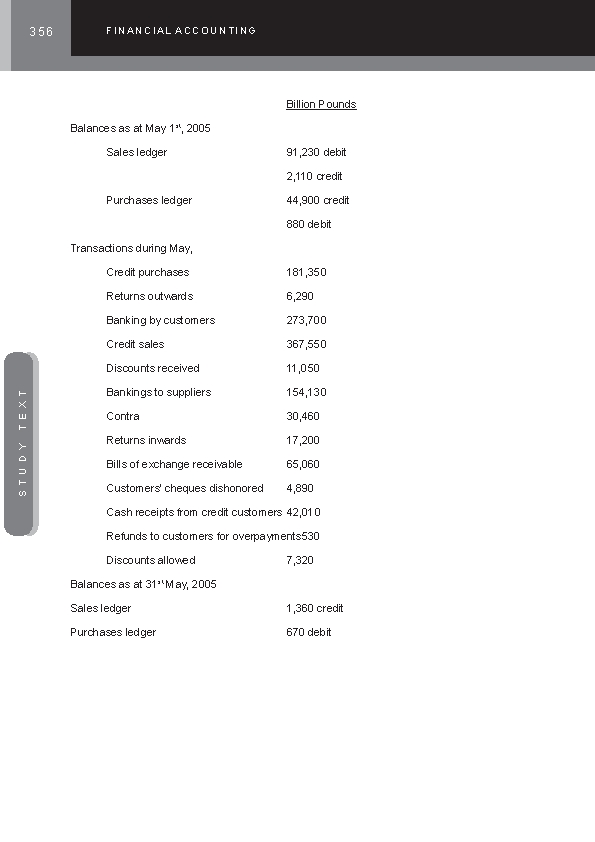 356 FINANCIAL ACCOUNTING
Billion Pounds
Balances as at May 1st, 2005
Sales ledger 91,230 debit
2,110 credit
Purchases ledger 44,900 credit
880 debit
Transactions during May,
Credit purchases 181,350
Returns outwards 6,290
Banking by customers 273,700
Credit sales 367,550
Discounts received 11,050
Bankings to suppliers 154,130
Contra 30,460
Returns inwards 17,200
Bills of exchange receivable 65,060
Customers' cheques dishonored 4,890
Cash receipts from credit customers 42,010
Refunds to customers for overpayments530
Discounts allowed 7,320
Balances as at 31st May, 2005
Sales ledger 1,360 credit
Purchases ledger 670 debit
STUDY TEXT